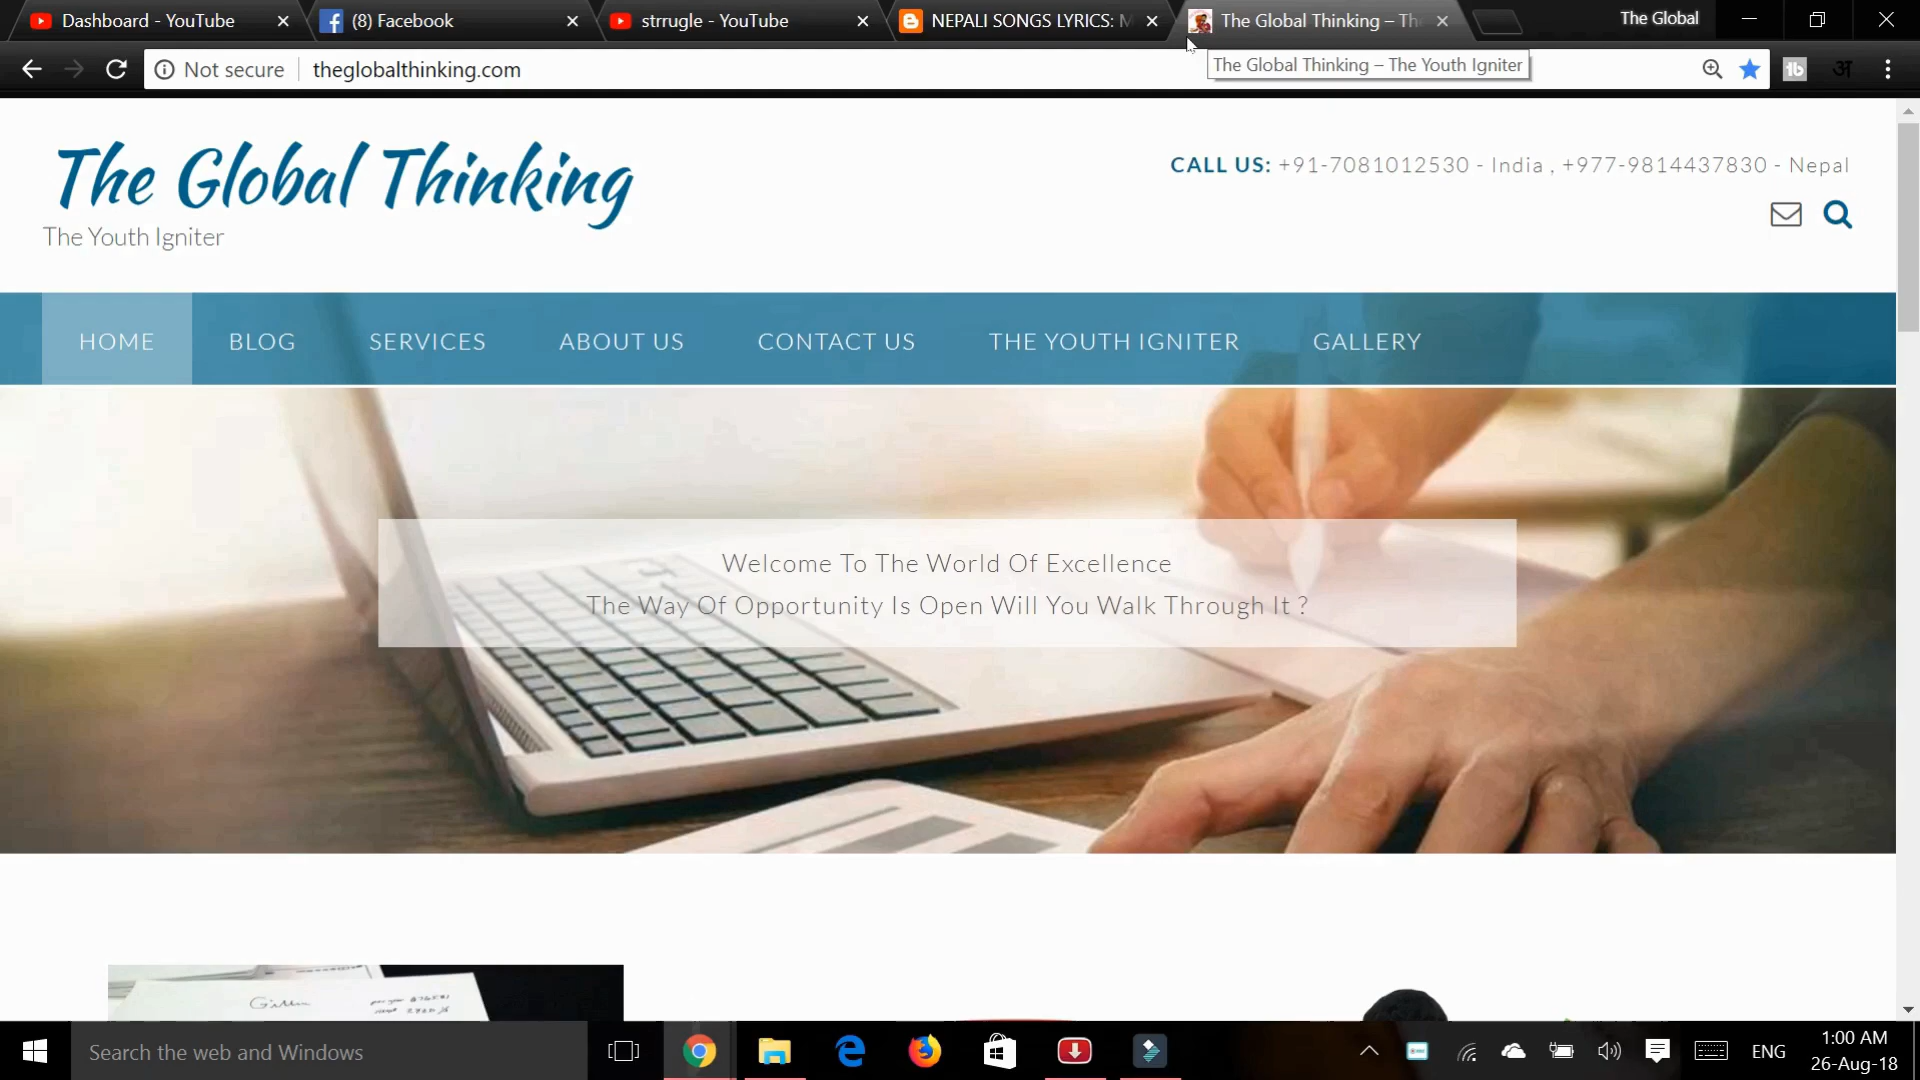 Dashboard - YouTube
(8) Facebook
strrugle - YouTube
NEPALI SONGS LYRICS:
The Global Thinking –
The Global
Not secure
theglobalthinking.com
The Global Thinking – The Youth Igniter
अ
The Global Thinking
The Youth Igniter
CALL US: +91-7081012530 - India , +977-9814437830 - Nepal
HOME BLOG SERVICES ABOUT US CONTACT US THE YOUTH IGNITER GALLERY
Welcome To The World Of Excellence
The Way Of Opportunity Is Open Will You Walk Through It ?
Search the web and Windows
ENG
1:00 AM
26-Aug-18